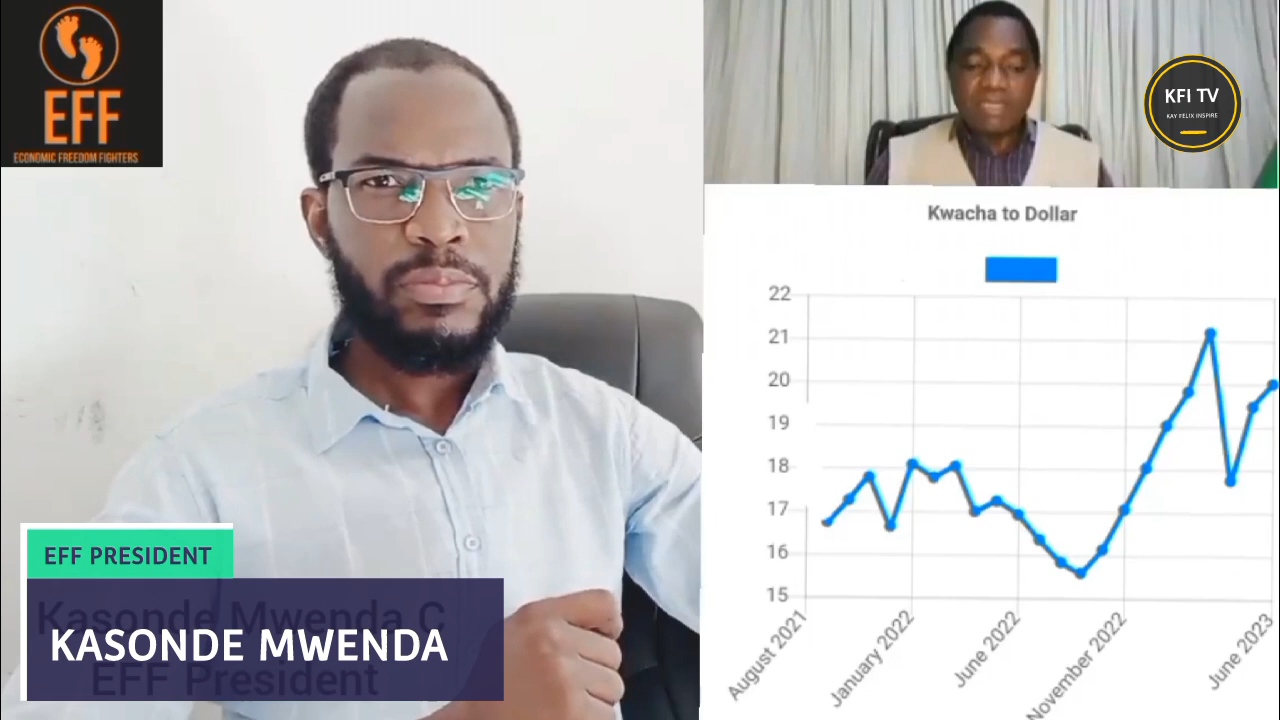 EFF
ECONOMIC FREEDOM FIGHTERS
KFI TV
KAY FELIX INSPIRE
Kwacha to Dollar
22
21
20
19
18
17
16
15
August 2021
January 2022
June 2022
November 2022
June 2023
EFF PRESIDENT
Kasonde Mwenda C
KASONDE MWENDA
EFF President